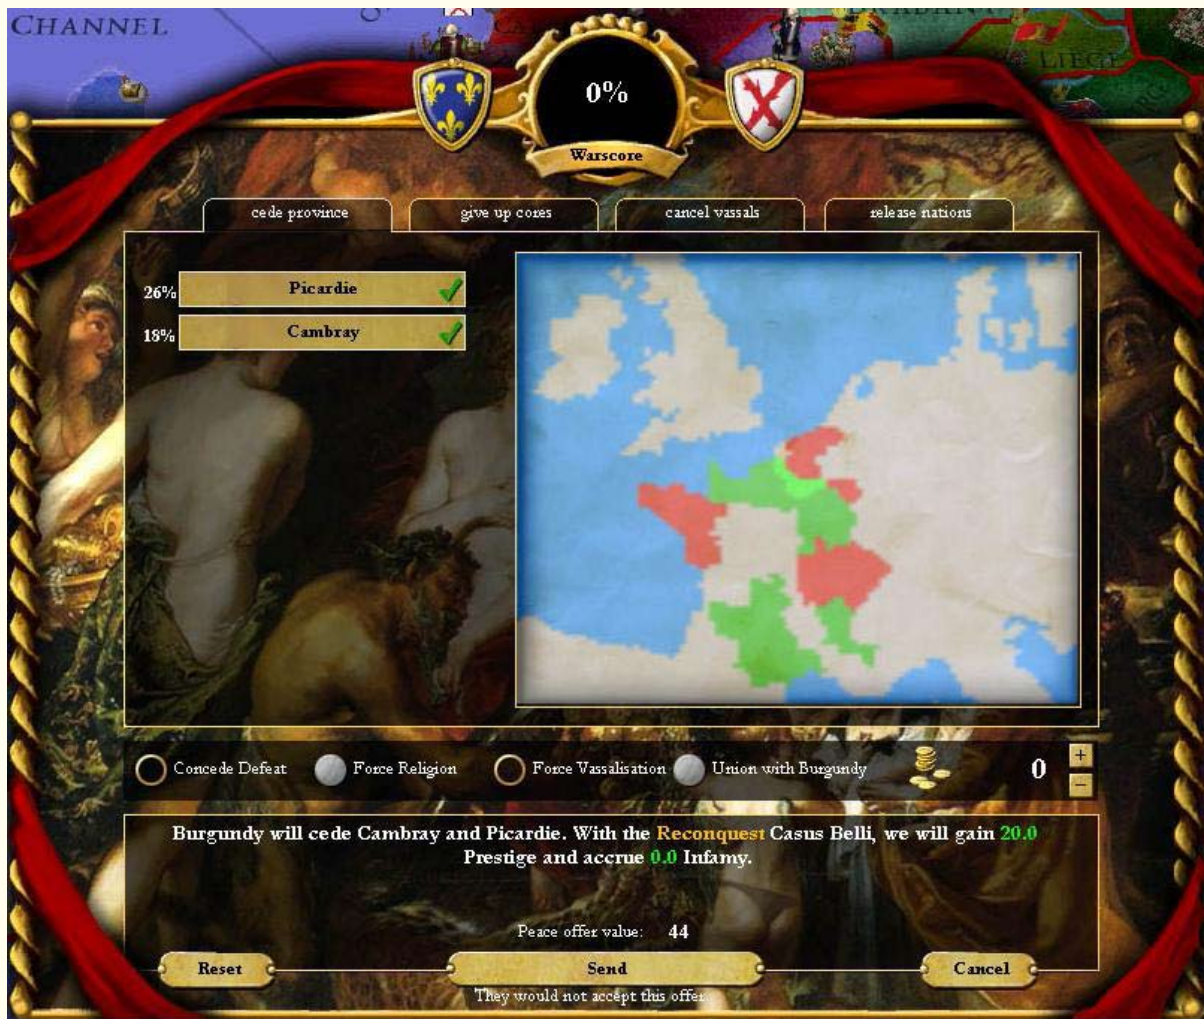 CHANNEL
LIEGE
0%
Warscore
cede province
give up cores
cancel vassals
release nations
26%
Picardie
18%
Cambray
Concede Defeat
Force Religion
Force Vassalisation
Union with Burgundy
0
+
-
Burgundy will cede Cambray and Picardie. With the Reconquest Casus Belli, we will gain 20.0
Prestige and accrue 0.0 Infamy.
Peace offer value: 44
Reset
Send
Cancel
They would not accept this offer.